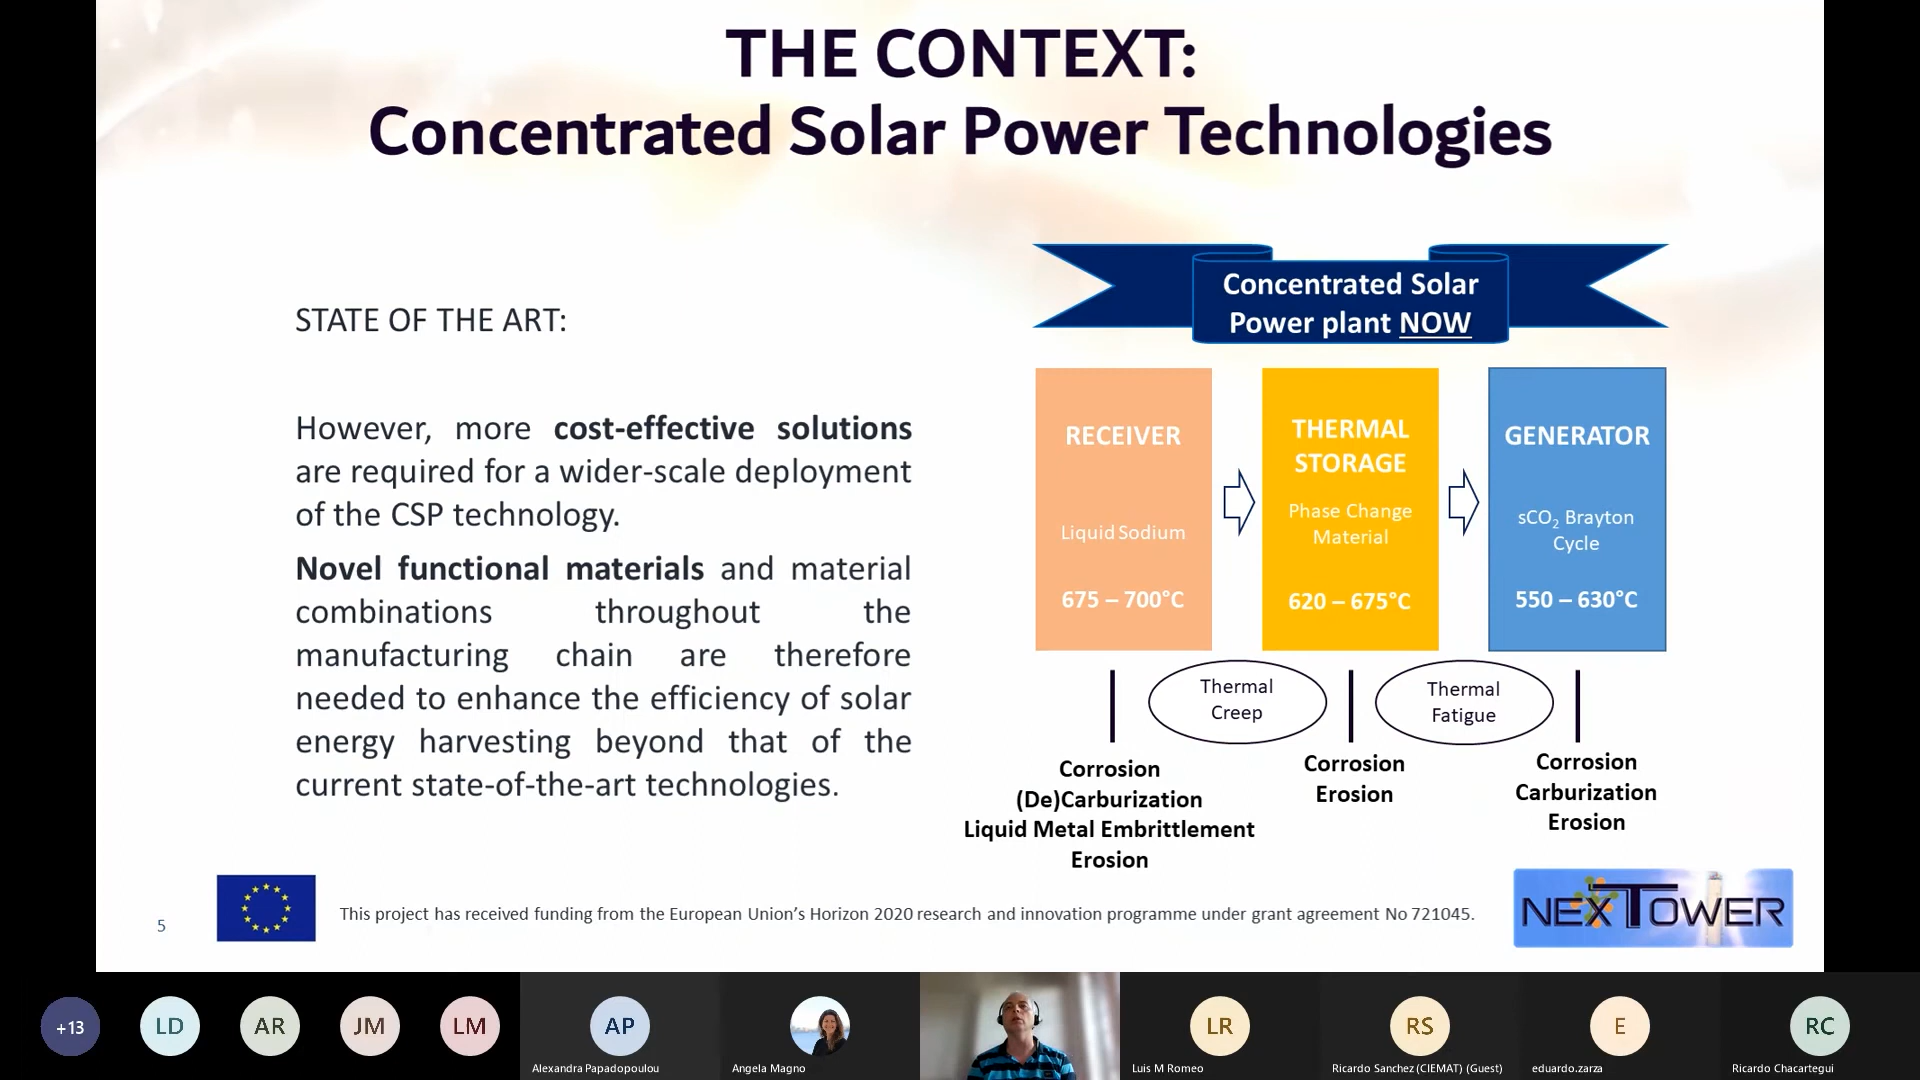 THE CONTEXT:
Concentrated Solar Power Technologies
STATE OF THE ART:
However, more cost-effective solutions
are required for a wider-scale deployment
of the CSP technology.
Novel functional materials and material
combinations throughout the
manufacturing chain are therefore
needed to enhance the efficiency of solar
energy harvesting beyond that of the
current state-of-the-art technologies.
Concentrated Solar
Power plant NOW
RECEIVER
Liquid Sodium
675 – 700°C
THERMAL
STORAGE
Phase Change
Material
620 – 675°C
GENERATOR
sCO₂ Brayton
Cycle
550 – 630°C
Thermal
Creep
Thermal
Fatigue
Corrosion
(De)Carburization
Liquid Metal Embrittlement
Erosion
Corrosion
Erosion
Corrosion
Carburization
Erosion
5
This project has received funding from the European Union’s Horizon 2020 research and innovation programme under grant agreement No 721045.
NEXTOWER
+13
LD
AR
JM
LM
AP
Alexandra Papadopoulou
Angela Magno
LR
Luis M Romeo
RS
Ricardo Sanchez (CIEMAT) (Guest)
E
eduardo.zarza
RC
Ricardo Chacartegui